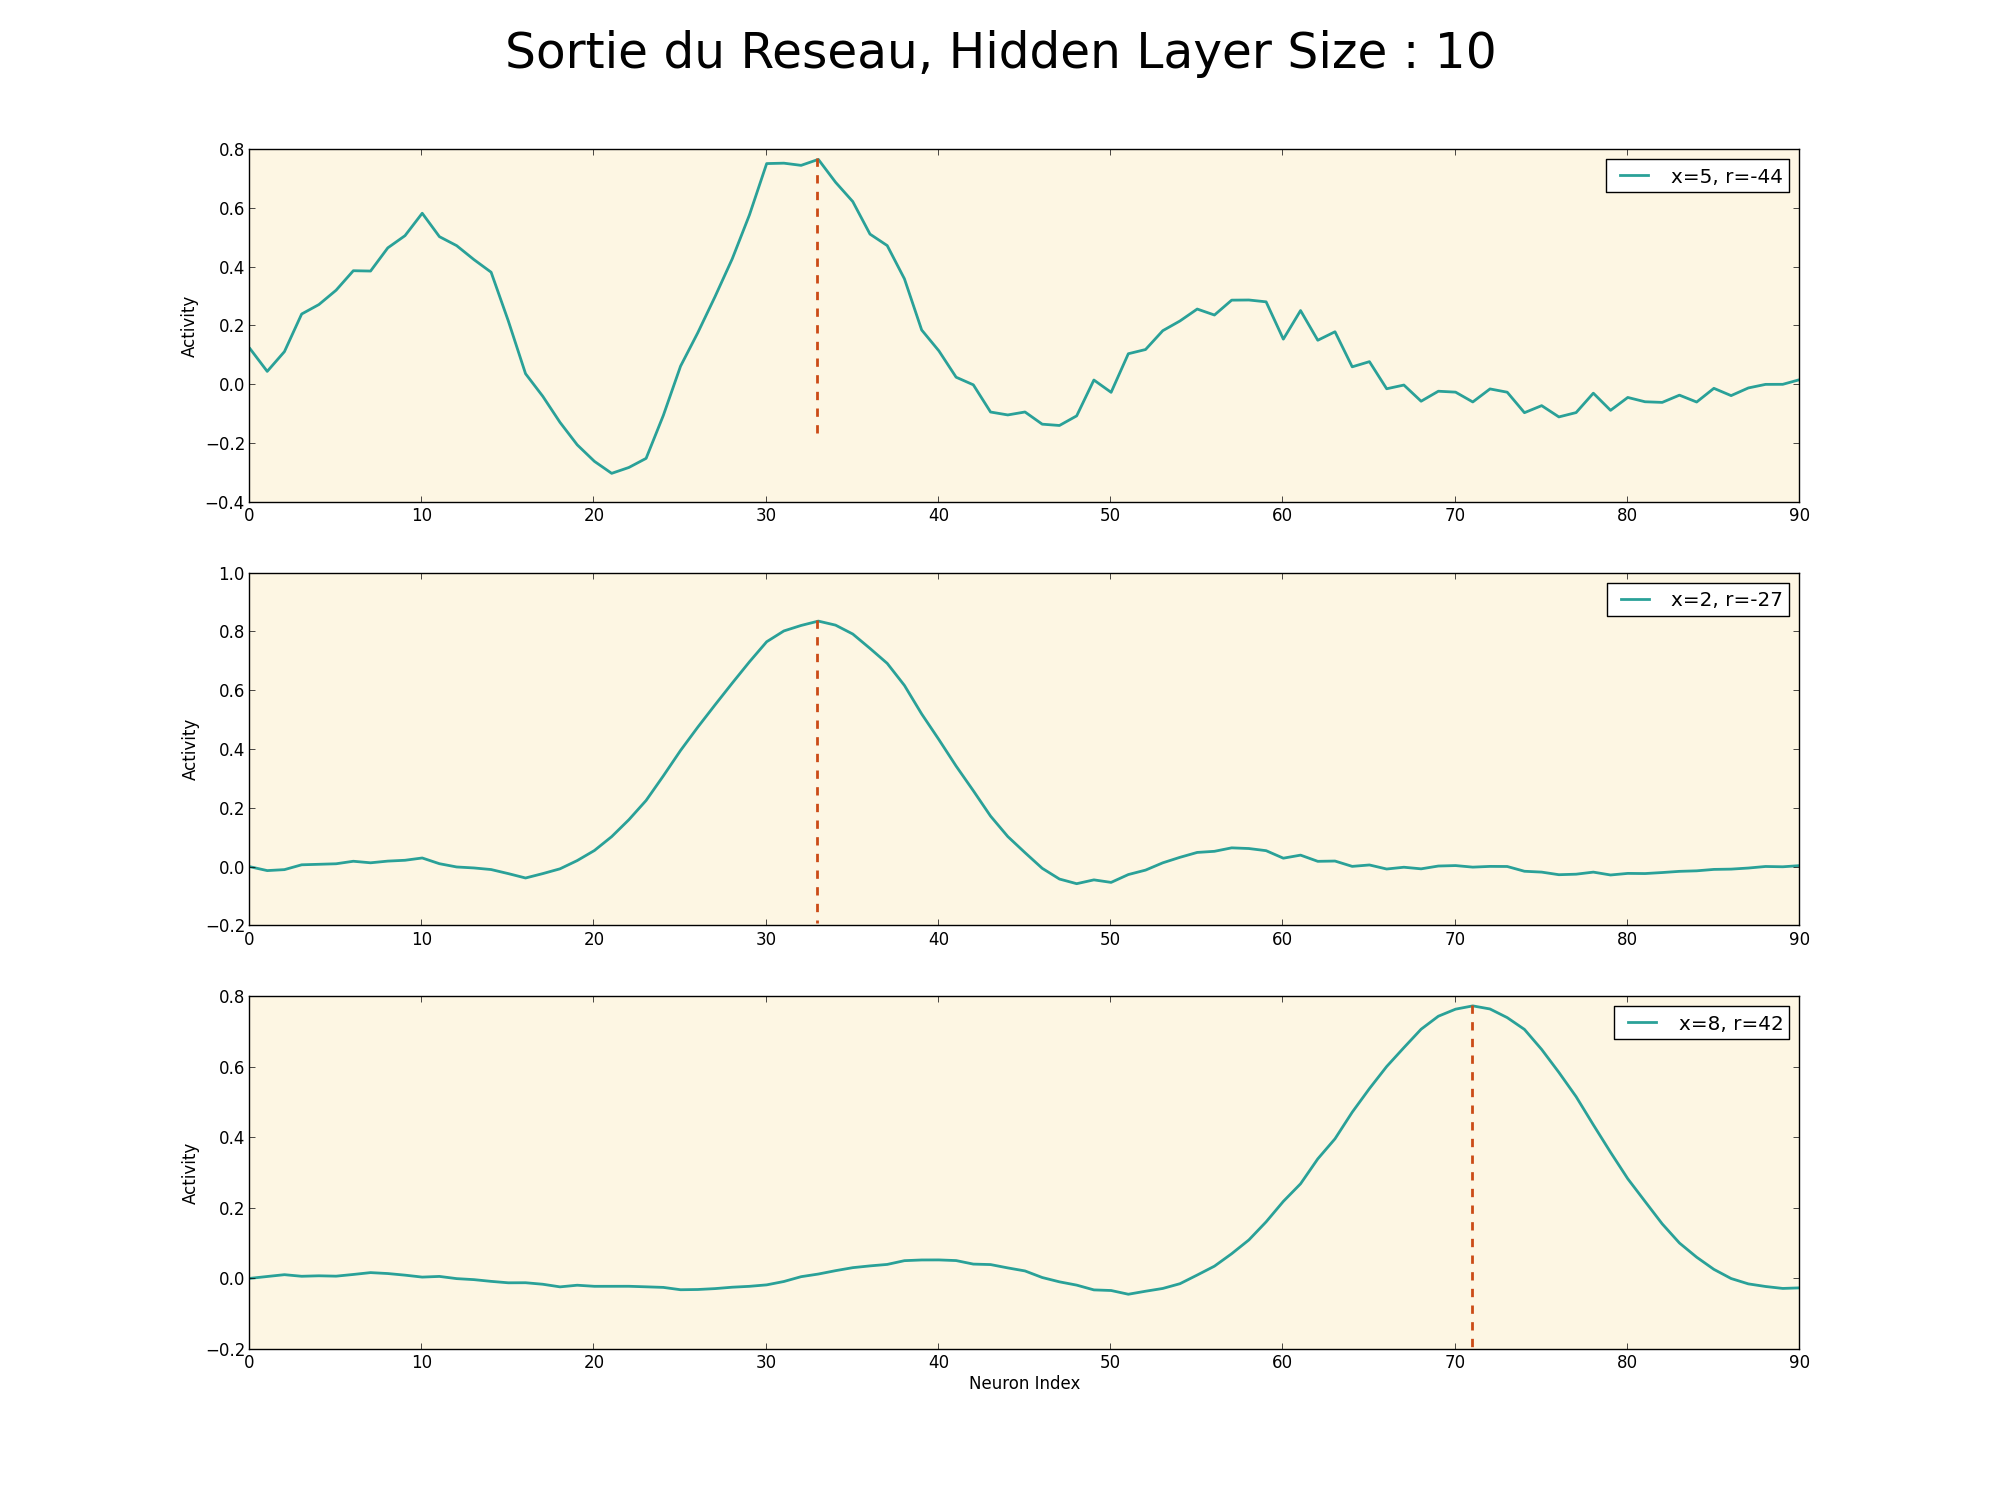 Sortie du Reseau, Hidden Layer Size : 10
0.8
0.6
0.4
0.2
0.0
−0.2
−0.4
Activity
x=5, r=-44
0 10 20 30 40 50 60 70 80 90
1.0
0.8
0.6
0.4
0.2
0.0
−0.2
Activity
x=2, r=-27
0 10 20 30 40 50 60 70 80 90
0.8
0.6
0.4
0.2
0.0
−0.2
Activity
x=8, r=42
0 10 20 30 40 50 60 70 80 90
Neuron Index